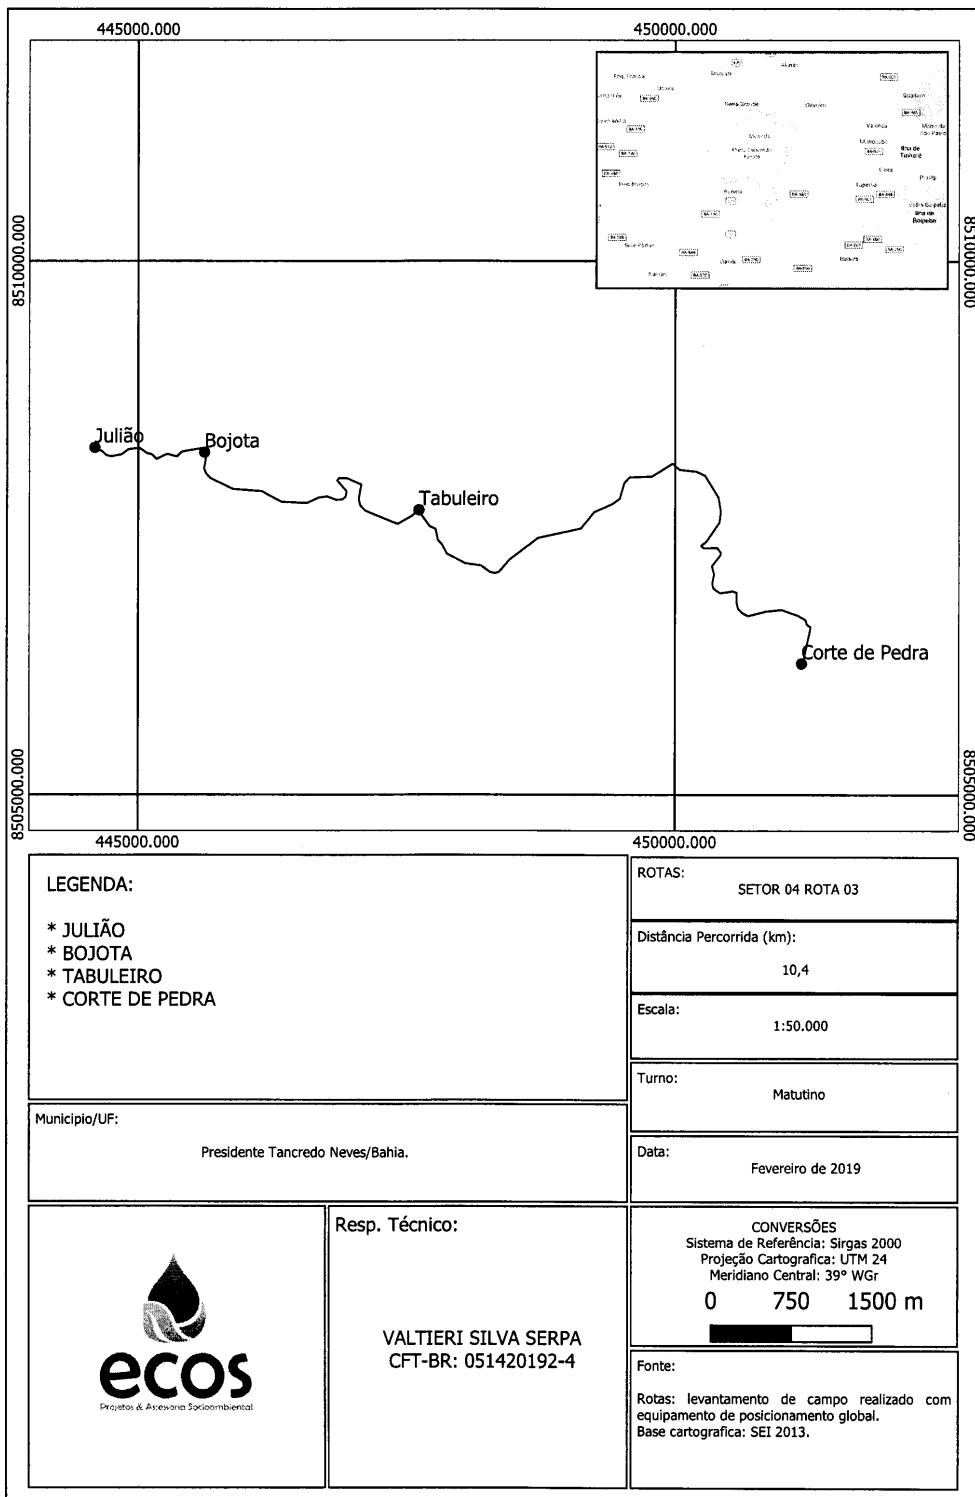 445000.000
450000.000
8510000.000
8510000.000
Julião
Bojota
Tabuleiro
Corte de Pedra
8505000.000
8505000.000
445000.000
450000.000
LEGENDA:
* JULIÃO
* BOJOTA
* TABULEIRO
* CORTE DE PEDRA
ROTAS:
SETOR 04 ROTA 03
Distância Percorrida (km):
10,4
Escala:
1:50.000
Turno:
Matutino
Municipio/UF:
Presidente Tancredo Neves/Bahia.
Data:
Fevereiro de 2019
ecos
Projetos & Assessoria Socioambiental
Resp. Técnico:
VALTIERI SILVA SERPA
CFT-BR: 051420192-4
CONVERSÕES
Sistema de Referência: Sirgas 2000
Projeção Cartografica: UTM 24
Meridiano Central: 39º WGr
0 750 1500 m
Fonte:
Rotas: levantamento de campo realizado com
equipamento de posicionamento global.
Base cartografica: SEI 2013.